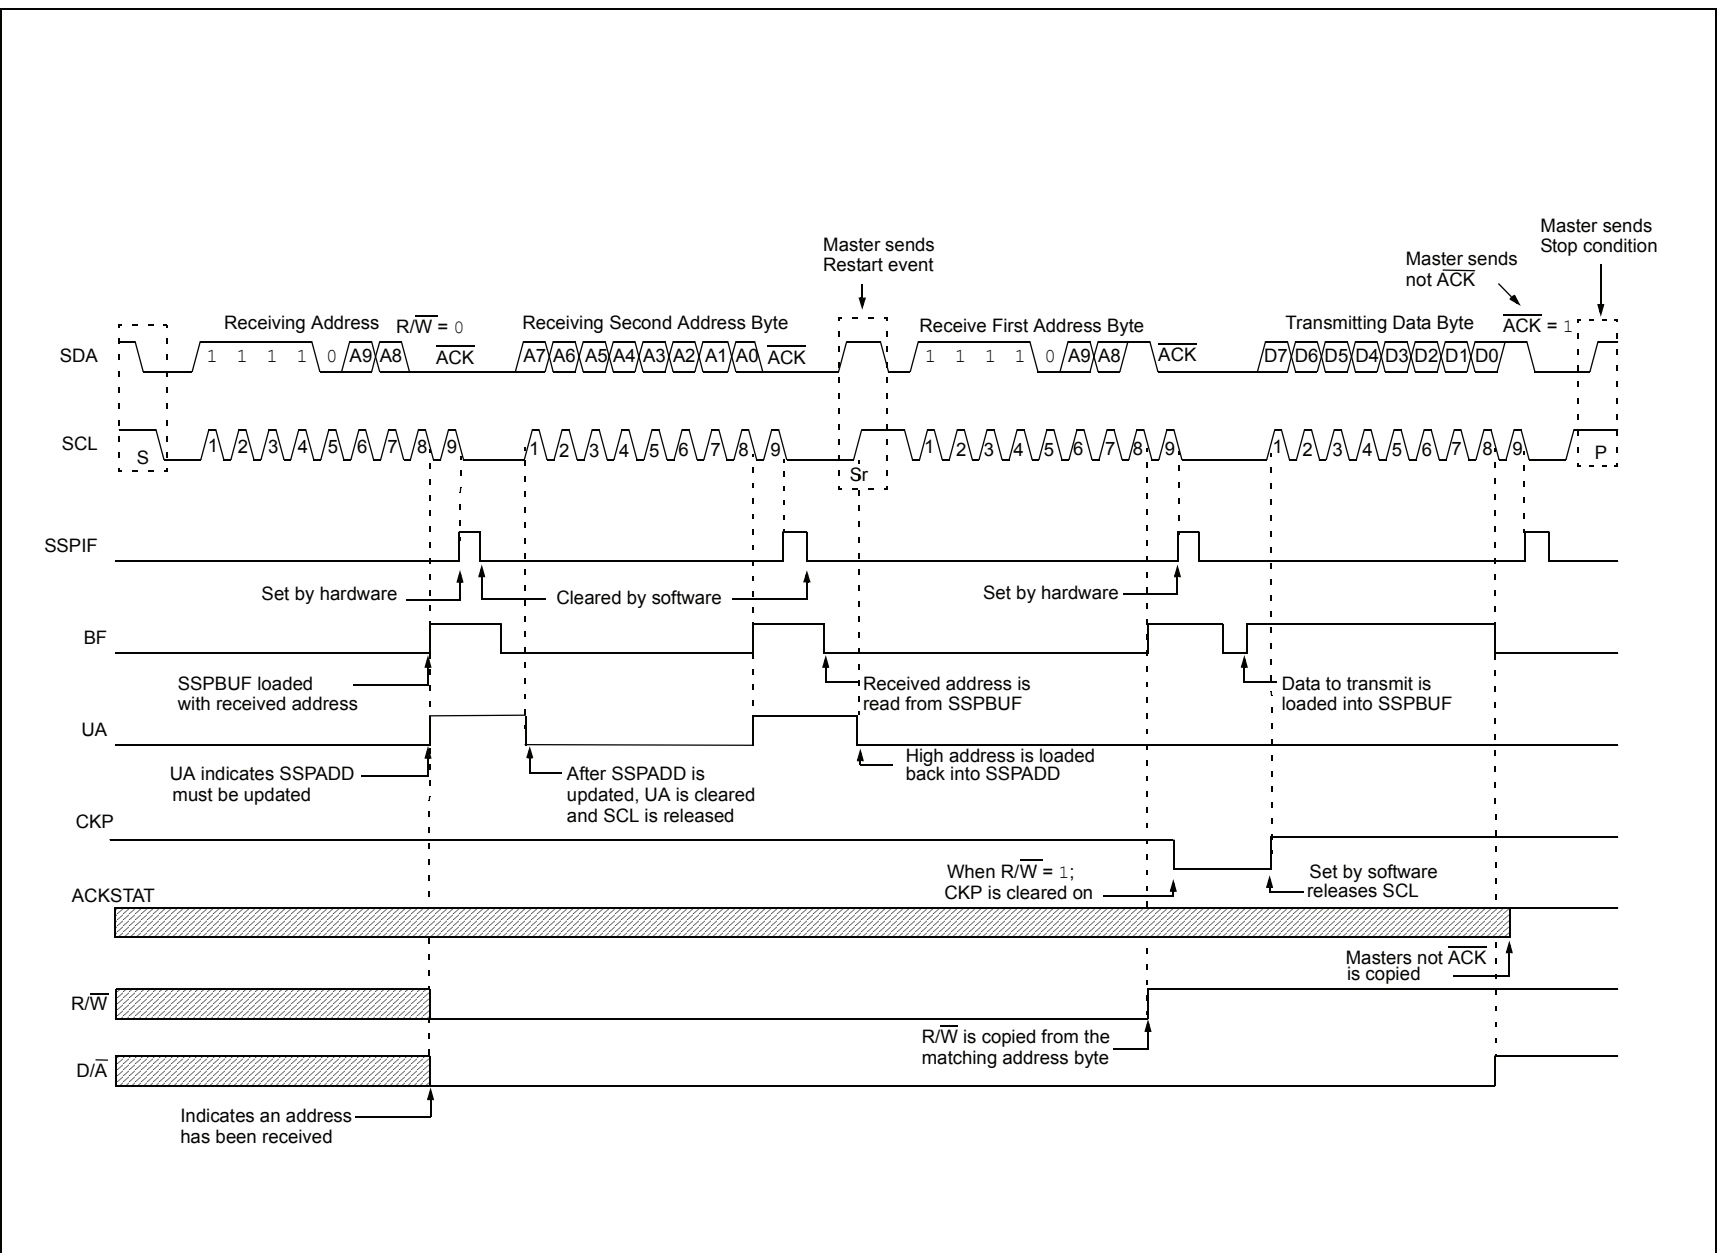 Master sends
Restart event
Master sends
not ACK
Master sends
Stop condition
Receiving Address R/W = 0
Receiving Second Address Byte
Receive First Address Byte
Transmitting Data Byte
ACK = 1
SDA
1 1 1 1 0 A9 A8 ACK
A7 A6 A5 A4 A3 A2 A1 A0 ACK
1 1 1 1 0 A9 A8 ACK
D7 D6 D5 D4 D3 D2 D1 D0
SCL
S
1 2 3 4 5 6 7 8 9
1 2 3 4 5 6 7 8 9
Sr
1 2 3 4 5 6 7 8 9
1 2 3 4 5 6 7 8 9
P
SSPIF
Set by hardware
Cleared by software
Set by hardware
BF
SSPBUF loaded
with received address
Received address is
read from SSPBUF
Data to transmit is
loaded into SSPBUF
UA
UA indicates SSPADD
must be updated
After SSPADD is
updated, UA is cleared
and SCL is released
High address is loaded
back into SSPADD
CKP
When R/W = 1;
CKP is cleared on
Set by software
releases SCL
ACKSTAT
Masters not ACK
is copied
R/W
R/W is copied from the
matching address byte
D/A
Indicates an address
has been received